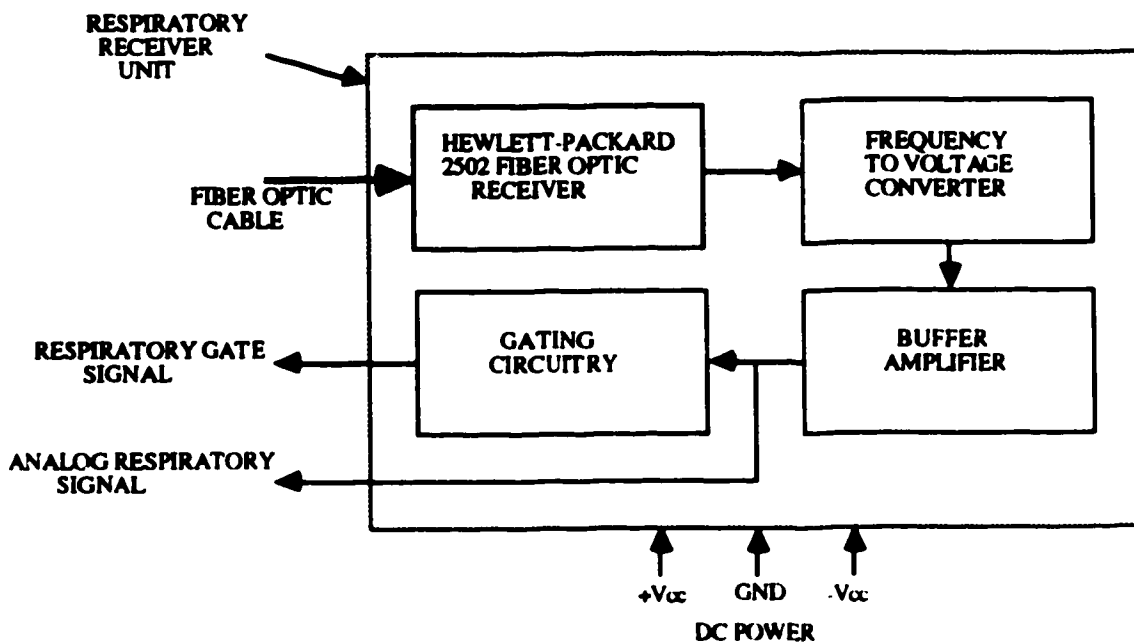 RESPIRATORY
RECEIVER
UNIT
HEWLETT-PACKARD
2502 FIBER OPTIC
RECEIVER
FREQUENCY
TO VOLTAGE
CONVERTER
FIBER OPTIC
CABLE
GATING
CIRCUITRY
BUFFER
AMPLIFIER
RESPIRATORY GATE
SIGNAL
ANALOG RESPIRATORY
SIGNAL
+Vcc
GND
-Vcc
DC POWER